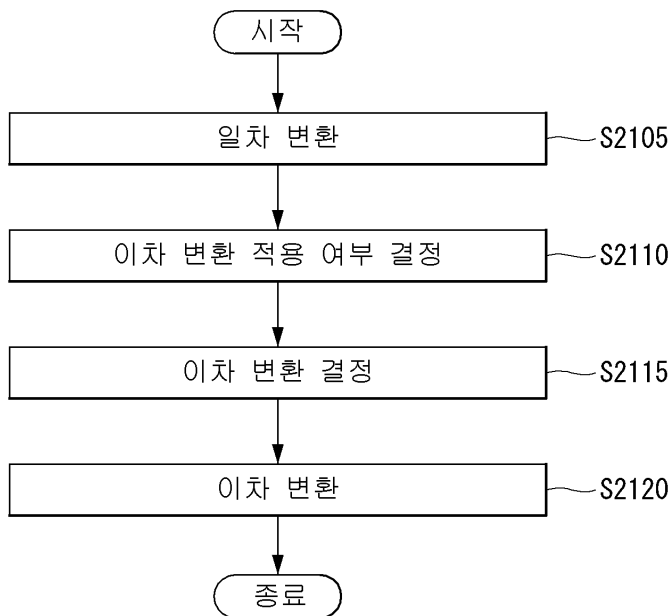 시작
일차 변환 S2105
이차 변환 적용 여부 결정 S2110
이차 변환 결정 S2115
이차 변환 S2120
종료